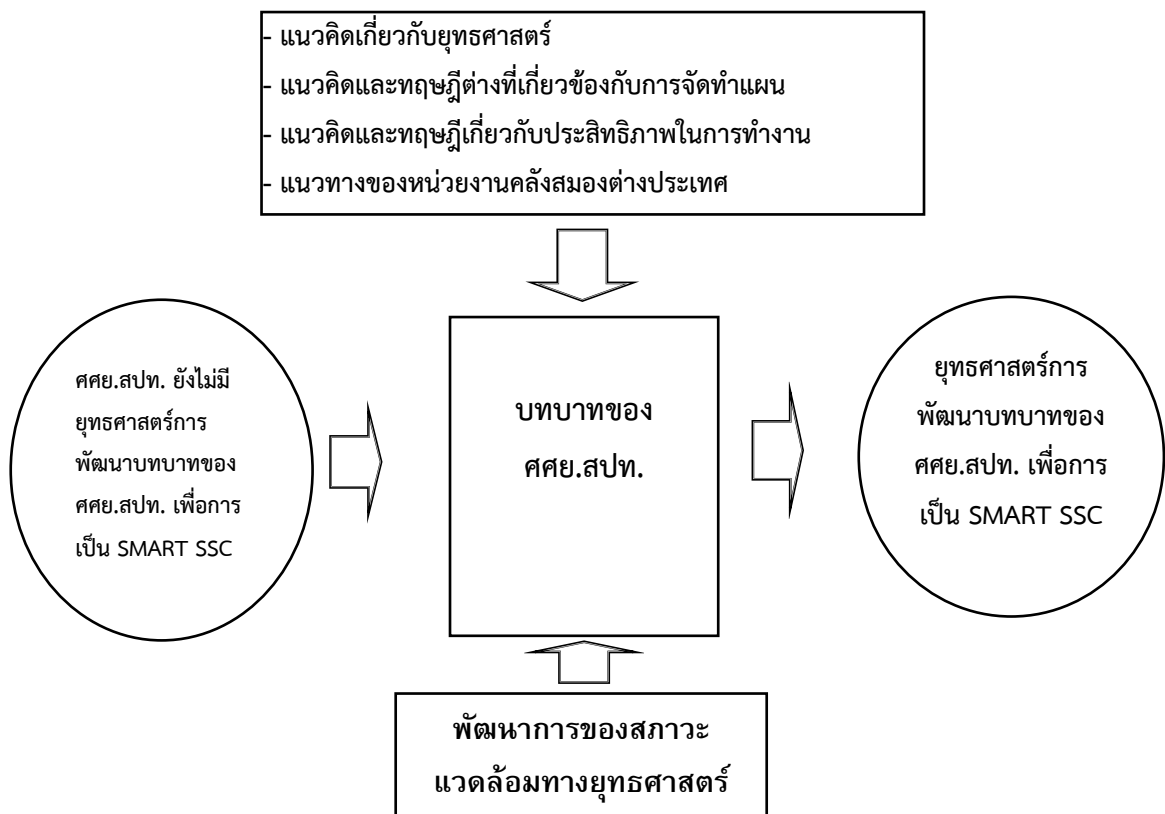 - แนวคิดเกี่ยวกับยุทธศาสตร์
- แนวคิดและทฤษฎีต่างที่เกี่ยวข้องกับการจัดทำแผน
- แนวคิดและทฤษฎีเกี่ยวกับประสิทธิภาพในการทำงาน
- แนวทางของหน่วยงานคลังสมองต่างประเทศ
ศศย.สปท. ยังไม่มี
ยุทธศาสตร์การ
พัฒนาบทบาทของ
ศศย.สปท. เพื่อการ
เป็น SMART SSC
บทบาทของ
ศศย.สปท.
ยุทธศาสตร์การ
พัฒนาบทบาทของ
ศศย.สปท. เพื่อการ
เป็น SMART SSC
พัฒนาการของสภาวะ
แวดล้อมทางยุทธศาสตร์